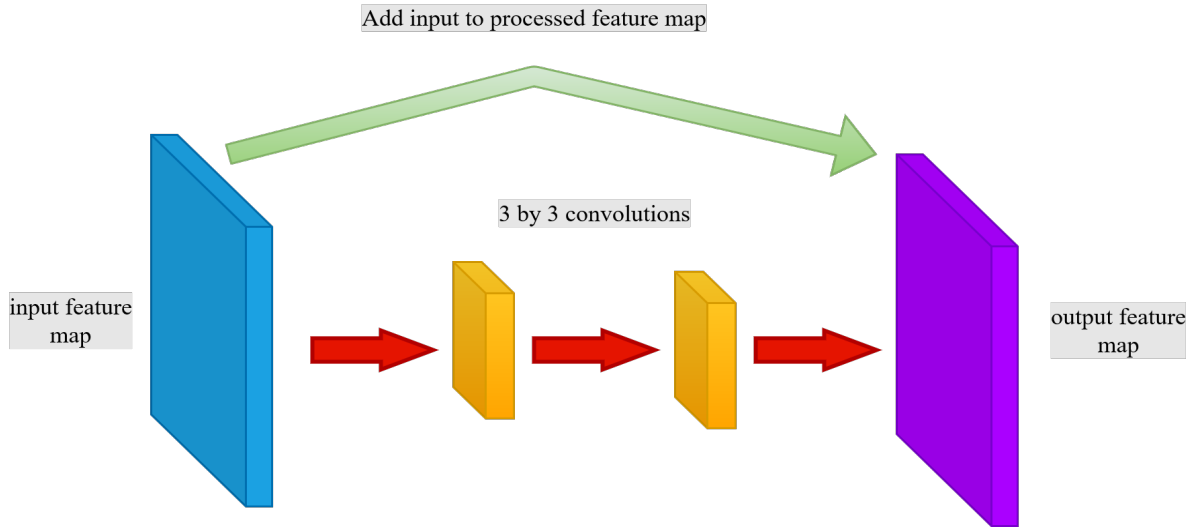 Add input to processed feature map
3 by 3 convolutions
input feature
map
output feature
map